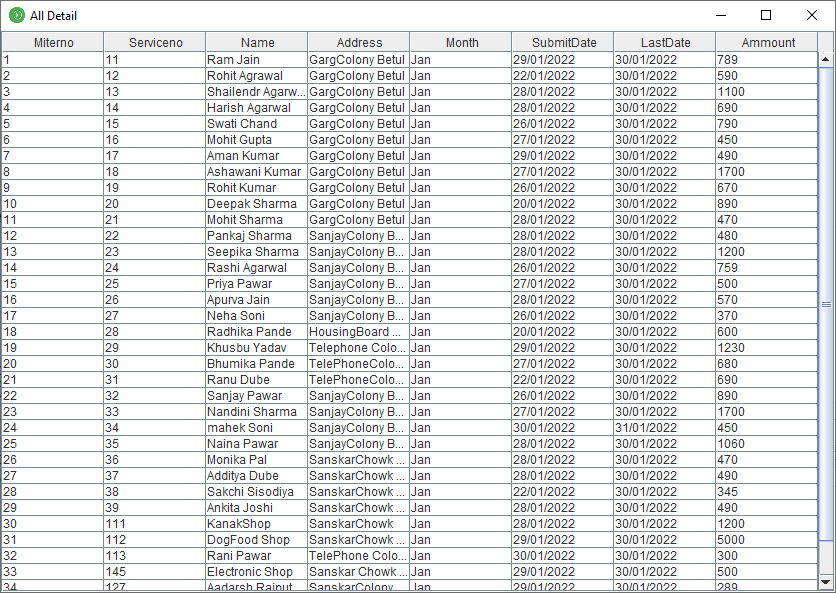 All Detail
Miterno Serviceno Name Address Month SubmitDate LastDate Ammount
1 11 Ram Jain GargColony Betul Jan 29/01/2022 30/01/2022 789
2 12 Rohit Agrawal GargColony Betul Jan 22/01/2022 30/01/2022 590
3 13 Shailendr Agarw... GargColony Betul Jan 28/01/2022 30/01/2022 1100
4 14 Harish Agarwal GargColony Betul Jan 28/01/2022 30/01/2022 690
5 15 Swati Chand GargColony Betul Jan 26/01/2022 30/01/2022 790
6 16 Mohit Gupta GargColony Betul Jan 27/01/2022 30/01/2022 450
7 17 Aman Kumar GargColony Betul Jan 29/01/2022 30/01/2022 490
8 18 Ashawani Kumar GargColony Betul Jan 27/01/2022 30/01/2022 1700
9 19 Rohit Kumar GargColony Betul Jan 26/01/2022 30/01/2022 670
10 20 Deepak Sharma GargColony Betul Jan 20/01/2022 30/01/2022 890
11 21 Mohit Sharma GargColony Betul Jan 28/01/2022 30/01/2022 470
12 22 Pankaj Sharma SanjayColony B... Jan 28/01/2022 30/01/2022 480
13 23 Seepika Sharma SanjayColony B... Jan 28/01/2022 30/01/2022 1200
14 24 Rashi Agarwal SanjayColony B... Jan 26/01/2022 30/01/2022 759
15 25 Priya Pawar SanjayColony B... Jan 27/01/2022 30/01/2022 500
16 26 Apurva Jain SanjayColony B... Jan 28/01/2022 30/01/2022 570
17 27 Neha Soni SanjayColony B... Jan 26/01/2022 30/01/2022 370
18 28 Radhika Pande HousingBoard ... Jan 20/01/2022 30/01/2022 600
19 29 Khusbu Yadav Telephone Colo... Jan 29/01/2022 30/01/2022 1230
20 30 Bhumika Pande TelePhoneColo... Jan 27/01/2022 30/01/2022 680
21 31 Ranu Dube TelePhoneColo... Jan 22/01/2022 30/01/2022 690
22 32 Sanjay Pawar SanjayColony B... Jan 26/01/2022 30/01/2022 890
23 33 Nandini Sharma SanjayColony B... Jan 27/01/2022 30/01/2022 1700
24 34 mahek Soni SanjayColony B... Jan 30/01/2022 31/01/2022 450
25 35 Naina Pawar SanjayColony B... Jan 28/01/2022 30/01/2022 1060
26 36 Monika Pal SanskarChowk ... Jan 28/01/2022 30/01/2022 470
27 37 Additya Dube SanskarChowk ... Jan 28/01/2022 30/01/2022 490
28 38 Sakchi Sisodiya SanskarChowk ... Jan 22/01/2022 30/01/2022 345
29 39 Ankita Joshi SanskarChowk ... Jan 28/01/2022 30/01/2022 490
30 111 KanakShop SanskarChowk Jan 28/01/2022 30/01/2022 1200
31 112 DogFood Shop SanskarChowk ... Jan 29/01/2022 30/01/2022 5000
32 113 Rani Pawar TelePhone Colo... Jan 30/01/2022 30/01/2022 300
33 145 Electronic Shop Sanskar Chowk ... Jan 29/01/2022 30/01/2022 500
34 127 Aadarsh Rajput SanskarColony Jan 29/01/2022 30/01/2022 289